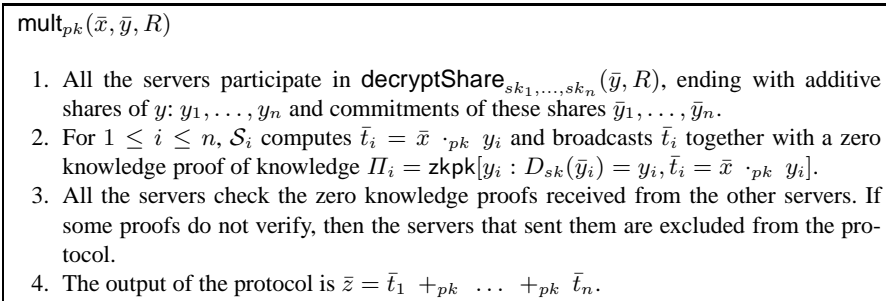 mult_{pk}(x̄, ȳ, R)
1. All the servers participate in decryptShare_{sk_1,...,sk_n}(ȳ, R), ending with additive
shares of y: y_1, . . . , y_n and commitments of these shares ȳ_1, . . . , ȳ_n.
2. For 1 ≤ i ≤ n, S_i computes t̄_i = x̄ ·_{pk} y_i and broadcasts t̄_i together with a zero
knowledge proof of knowledge Π_i = zkpk[y_i : D_{sk}(ȳ_i) = y_i, t̄_i = x̄ ·_{pk} y_i].
3. All the servers check the zero knowledge proofs received from the other servers. If
some proofs do not verify, then the servers that sent them are excluded from the pro-
tocol.
4. The output of the protocol is z̄ = t̄_1 +_{pk} . . . +_{pk} t̄_n.